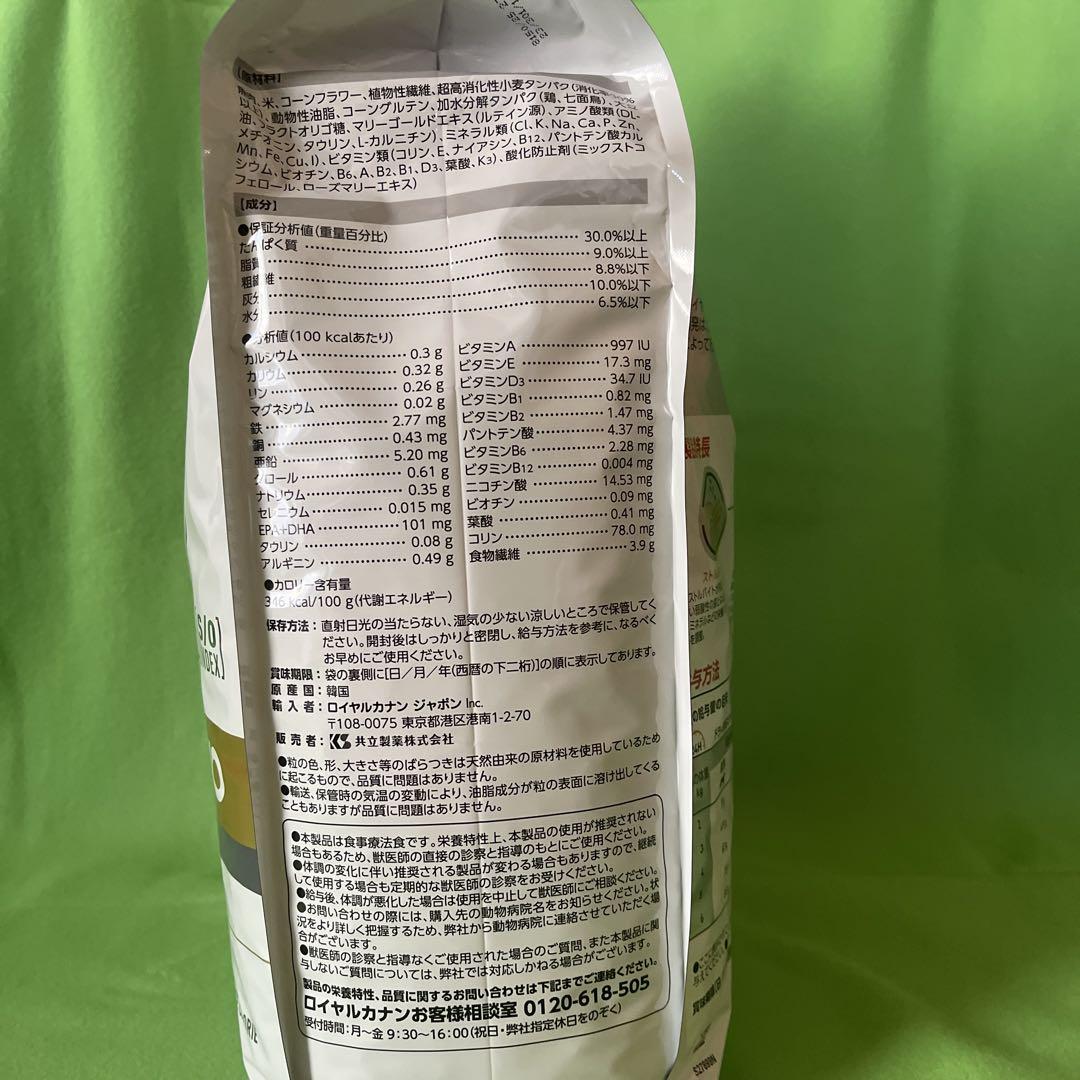 【原材料】
米、コーンフラワー、植物性繊維、超高消化性小麦タンパク(消化率
動物性油脂、コーングルテン、加水分解タンパク(鶏、七面鳥)、
フラクトオリゴ糖、マリーゴールドエキス(ルテイン源)、アミノ酸類(DL-
メチオニン、タウリン、L-カルニチン)、ミネラル類(Cl、K、Na、Ca、P、Zn、
Mn、Fe、Cu、I)、ビタミン類(コリン、E、ナイアシン、B12、パントテン酸カル
シウム、ビオチン、B6、A、B2、B1、D3、葉酸、K3)、酸化防止剤(ミックストコ
フェロール、ローズマリーエキス)
【成分】
●保証分析値(重量百分比)
たんぱく質 30.0%以上
脂質 9.0%以上
粗繊維 8.8%以下
灰分 10.0%以下
水分 6.5%以下
●分析値(100 kcalあたり)
カルシウム 0.3 g
カリウム 0.32 g
リン 0.26 g
マグネシウム 0.02 g
鉄 2.77 mg
銅 0.43 mg
亜鉛 5.20 mg
クロール 0.61 g
ナトリウム 0.35 g
セレニウム 0.015 mg
EPA+DHA 101 mg
タウリン 0.08 g
アルギニン 0.49 g
ビタミンA 997 IU
ビタミンE 17.3 mg
ビタミンD3 34.7 IU
ビタミンB1 0.82 mg
ビタミンB2 1.47 mg
パントテン酸 4.37 mg
ビタミンB6 2.28 mg
ビタミンB12 0.004 mg
ニコチン酸 14.53 mg
ビオチン 0.09 mg
葉酸 0.41 mg
コリン 78.0 mg
食物繊維 3.9 g
●カロリー含有量
346 kcal/100 g(代謝エネルギー)
保存方法：直射日光の当たらない、湿気の少ない涼しいところで保管してく
ださい。開封後はしっかりと密閉し、給与方法を参考に、なるべく
お早めにご使用ください。
賞味期限：袋の裏側に[日／月／年(西暦の下二桁)]の順に表示してあります。
原産国：韓国
輸入者：ロイヤルカナン ジャポン Inc.
〒108-0075 東京都港区港南1-2-70
販売者：KS 共立製薬株式会社
●粒の色、形、大きさ等のばらつきは天然由来の原材料を使用しているため
に起こるもので、品質に問題はありません。
●輸送、保管時の気温の変動により、油脂成分が粒の表面に溶け出してくる
こともありますが品質に問題はありません。
●本製品は食事療法食です。栄養特性上、本製品の使用が推奨されない
場合もあるため、獣医師の直接の診察と指導のもとにご使用ください。
●体調の変化に伴い推奨される製品が変わる場合もありますので、継続
して使用する場合も定期的な獣医師の診察をお受けください。
●給与後、体調が悪化した場合は使用を中止して獣医師にご相談ください。
●お問い合わせの際には、購入先の動物病院名をお知らせください。状
況をより詳しく把握するため、弊社から動物病院に連絡させていただく場
合がございます。
●獣医師の診察と指導なくご使用された場合のご質問、また本製品に関
与しないご質問については、弊社では対応しかねる場合がございます。
製品の栄養特性、品質に関するお問い合わせは下記までご連絡ください。
ロイヤルカナンお客様相談室 0120-618-505
受付時間：月～金 9:30～16:00(祝日・弊社指定休日をのぞく)
s/o]
INDEX]
製品特長
与方法